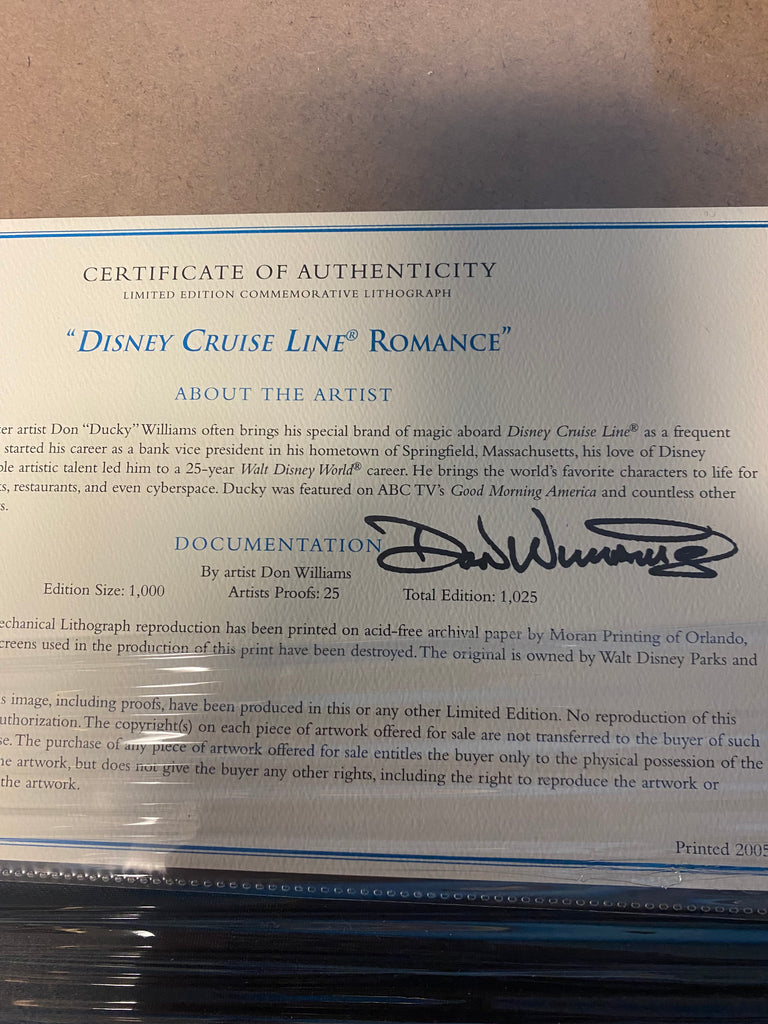 CERTIFICATE OF AUTHENTICITY
LIMITED EDITION COMMEMORATIVE LITHOGRAPH
“DISNEY CRUISE LINE® ROMANCE”
ABOUT THE ARTIST
artist Don “Ducky” Williams often brings his special brand of magic aboard Disney Cruise Line® as a frequent
started his career as a bank vice president in his hometown of Springfield, Massachusetts, his love of Disney
artistic talent led him to a 25-year Walt Disney World® career. He brings the world’s favorite characters to life for
restaurants, and even cyberspace. Ducky was featured on ABC TV’s Good Morning America and countless other
DOCUMENTATION
Don Williams
By artist Don Williams
Edition Size: 1,000 Artists Proofs: 25 Total Edition: 1,025
Lithograph reproduction has been printed on acid-free archival paper by Moran Printing of Orlando,
used in the production of this print have been destroyed. The original is owned by Walt Disney Parks and
image, including proofs, have been produced in this or any other Limited Edition. No reproduction of this
The copyright(s) on each piece of artwork offered for sale are not transferred to the buyer of such
The purchase of any piece of artwork offered for sale entitles the buyer only to the physical possession of the
artwork, but does not give the buyer any other rights, including the right to reproduce the artwork or
the artwork.
Printed 2005